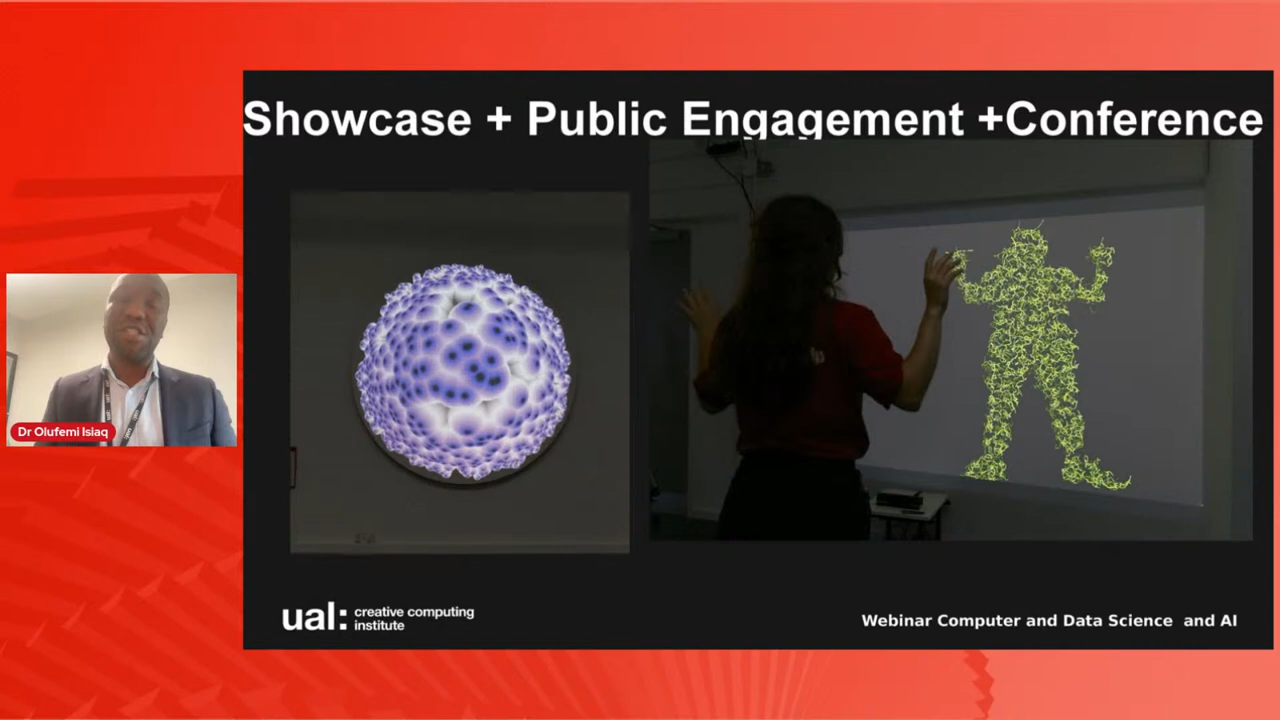 Showcase + Public Engagement +Conference
Dr Olufemi Isiaq
ual: creative computing
institute
Webinar Computer and Data Science and AI